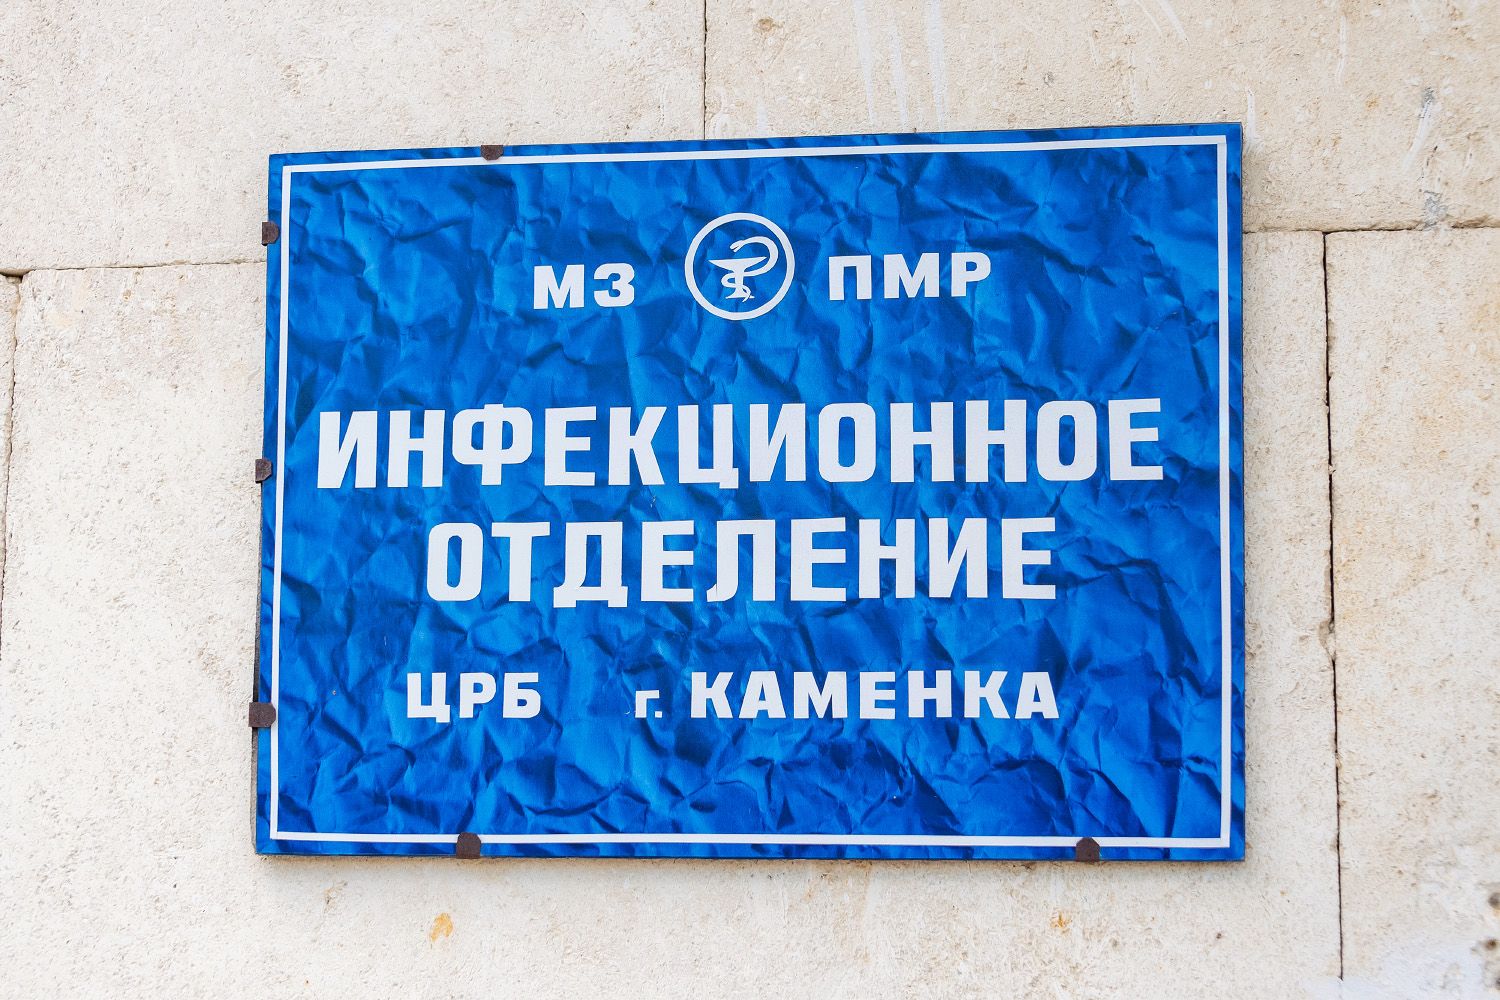 МЗ ПМР
ИНФЕКЦИОННОЕ
ОТДЕЛЕНИЕ
ЦРБ г. КАМЕНКА